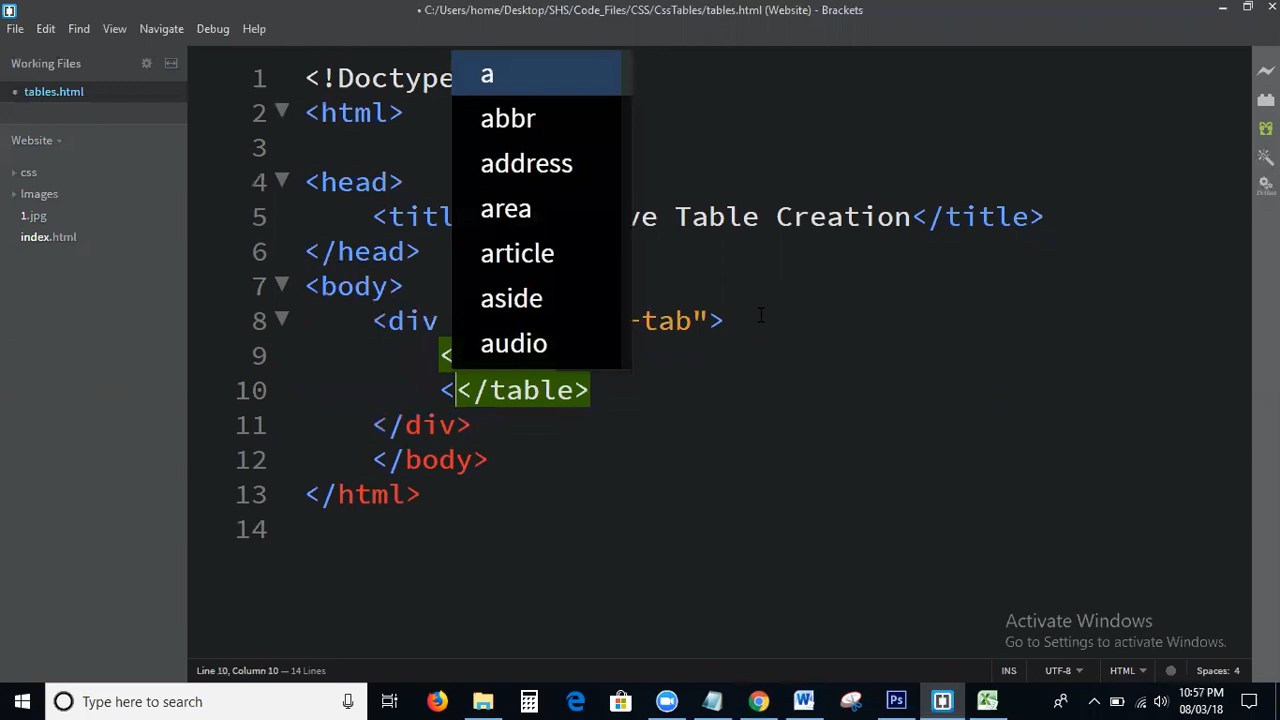 • C:/Users/home/Desktop/SHS/Code_Files/CSS/CssTables/tables.html (Website) - Brackets
File Edit Find View Navigate Debug Help
Working Files
• tables.html
Website
css
Images
1.jpg
index.html
1 <!Doctype
2 <html>
3
4 <head>
5 <titl ve Table Creation</title>
6 </head>
7 <body>
8 <div -tab">
9 <
10 <</table>
11 </div>
12 </body>
13 </html>
14
a
abbr
address
area
article
aside
audio
Activate Windows
Go to Settings to activate Windows.
Line 10, Column 10 — 14 Lines
INS UTF-8 HTML Spaces: 4
Type here to search
10:57 PM
08/03/18